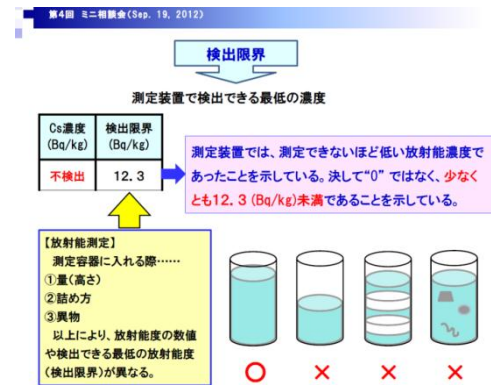 第4回 ミニ相談会(Sep. 19, 2012)
検出限界
測定装置で検出できる最低の濃度
Cs濃度
(Bq/kg)
検出限界
(Bq/kg)
不検出
12.3
測定装置では、測定できないほど低い放射能濃度で
あったことを示している。決して“0” ではなく、少なく
とも12.3 (Bq/kg)未満であることを示している。
【放射能測定】
測定容器に入れる際……
①量(高さ)
②詰め方
③異物
以上により、放射能度の数値
や検出できる最低の放射能度
(検出限界)が異なる。
○ × × ×